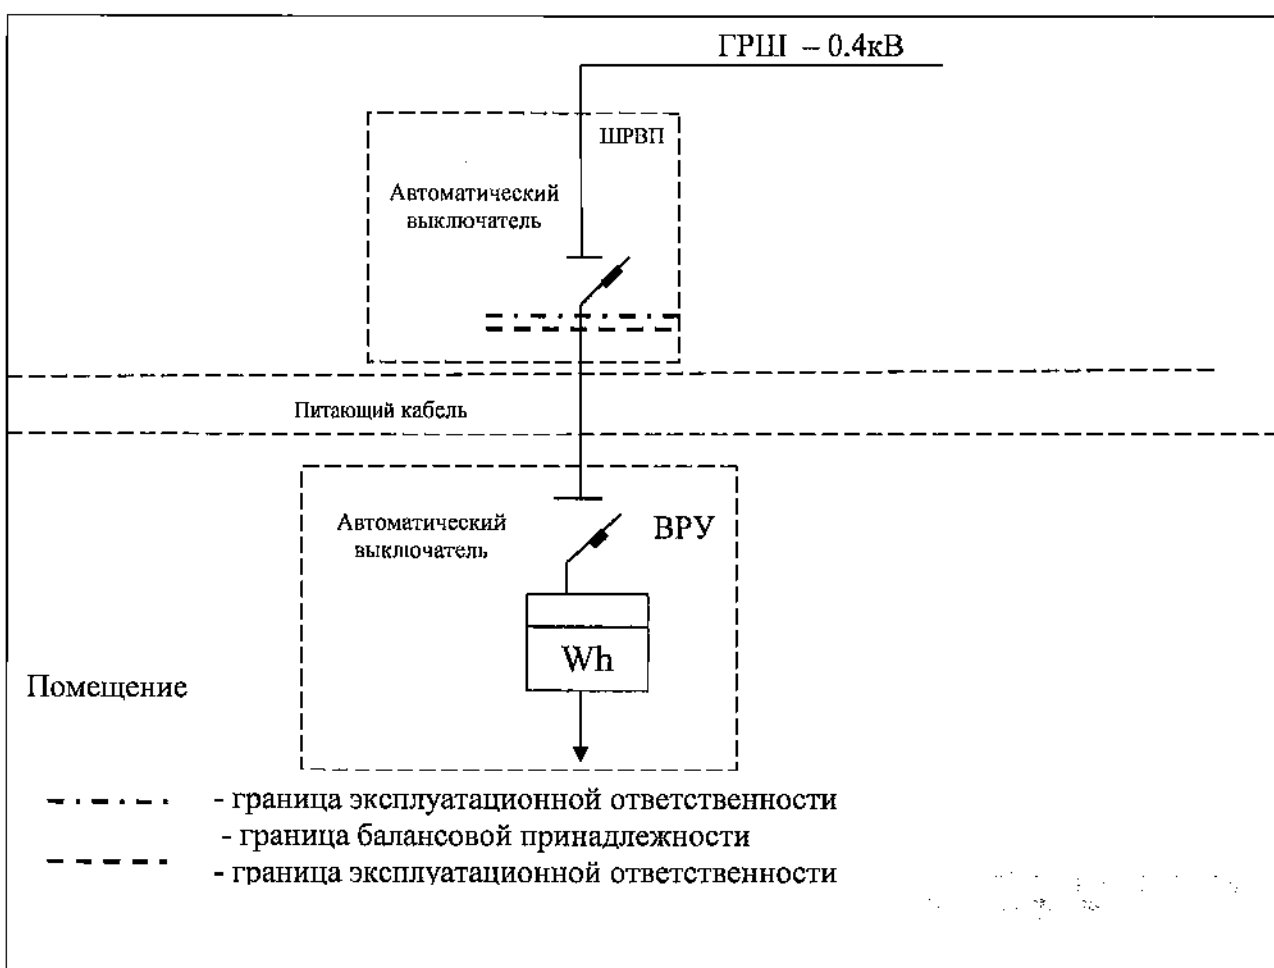 ГРЩ – 0.4кВ
ШРВП
Автоматический
выключатель
Питающий кабель
Автоматический
выключатель
ВРУ
Wh
Помещение
- граница эксплуатационной ответственности
- граница балансовой принадлежности
- граница эксплуатационной ответственности